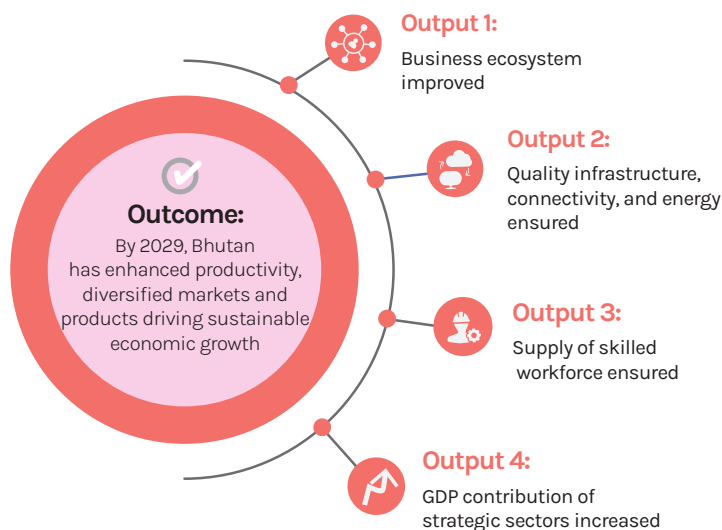 Output 1:
Business ecosystem
improved
Output 2:
Quality infrastructure,
connectivity, and energy
ensured
Outcome:
By 2029, Bhutan
has enhanced productivity,
diversified markets and
products driving sustainable
economic growth
Output 3:
Supply of skilled
workforce ensured
Output 4:
GDP contribution of
strategic sectors increased